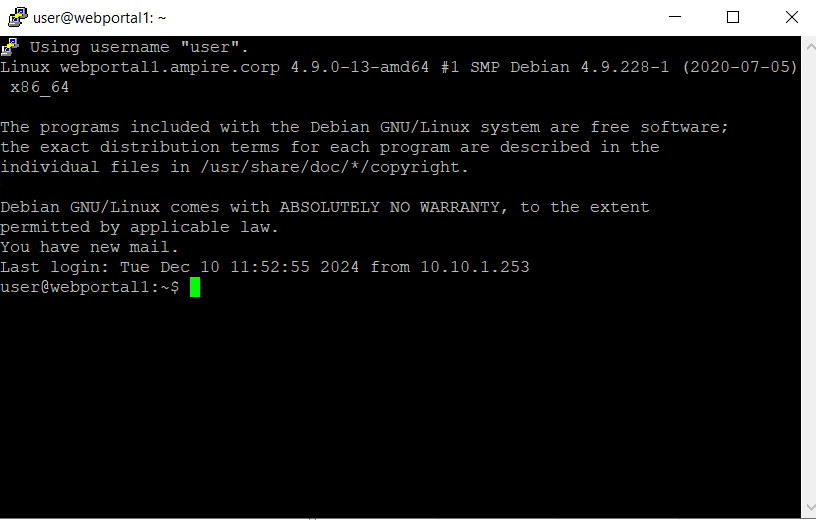 user@webportal1: ~
Using username "user".
Linux webportal1.ampire.corp 4.9.0-13-amd64 #1 SMP Debian 4.9.228-1 (2020-07-05)
 x86_64
The programs included with the Debian GNU/Linux system are free software;
the exact distribution terms for each program are described in the
individual files in /usr/share/doc/*/copyright.
Debian GNU/Linux comes with ABSOLUTELY NO WARRANTY, to the extent
permitted by applicable law.
You have new mail.
Last login: Tue Dec 10 11:52:55 2024 from 10.10.1.253
user@webportal1:~$